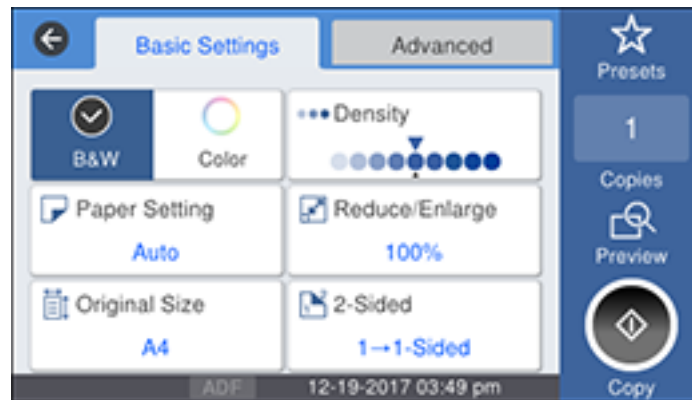 Basic Settings
Advanced
Presets
B&W
Color
Density
1
Copies
Paper Setting
Auto
Reduce/Enlarge
100%
Preview
Original Size
A4
2-Sided
1→1-Sided
ADF
12-19-2017 03:49 pm
Copy